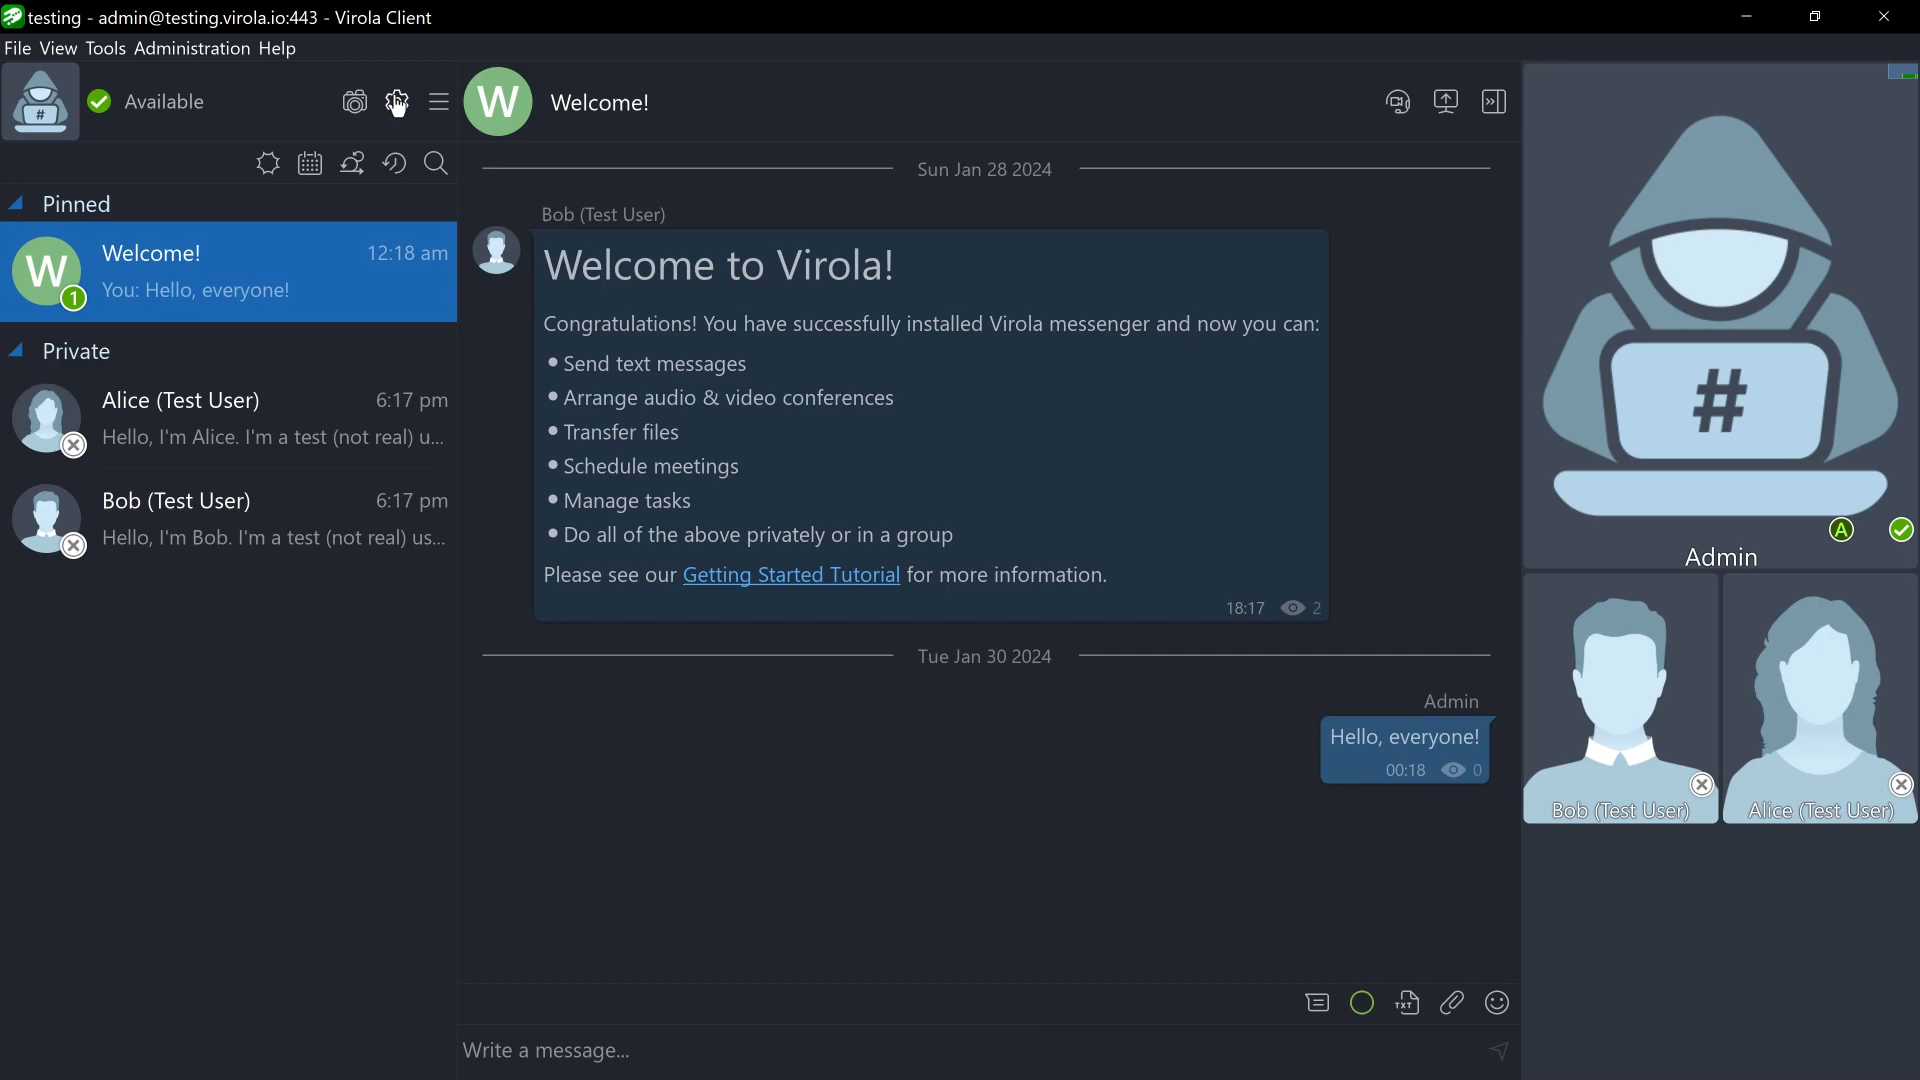 testing - admin@testing.virola.io:443 - Virola Client
File View Tools Administration Help
#
Available
Pinned
W
1
Welcome!
12:18 am
You: Hello, everyone!
Private
Alice (Test User)
6:17 pm
Hello, I'm Alice. I'm a test (not real) u...
Bob (Test User)
6:17 pm
Hello, I'm Bob. I'm a test (not real) us...
W
Welcome!
Sun Jan 28 2024
Bob (Test User)
Welcome to Virola!
Congratulations! You have successfully installed Virola messenger and now you can:
• Send text messages
• Arrange audio & video conferences
• Transfer files
• Schedule meetings
• Manage tasks
• Do all of the above privately or in a group
Please see our Getting Started Tutorial for more information.
18:17 2
Tue Jan 30 2024
Admin
Hello, everyone!
00:18 0
TXT
Write a message...
#
A
Admin
Bob (Test User)
Alice (Test User)